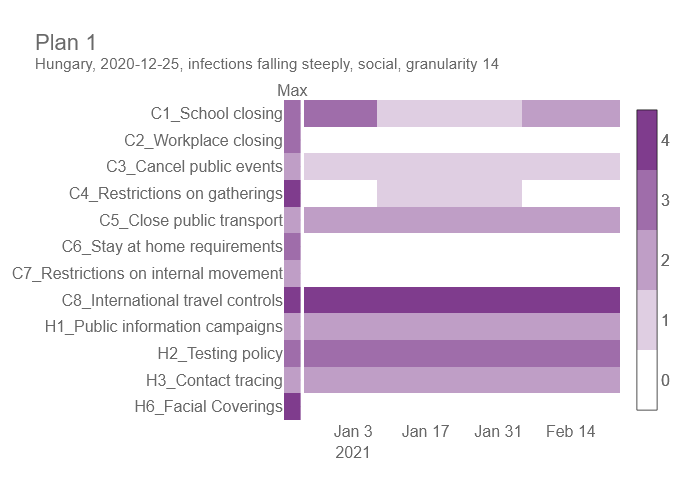 Plan 1
Hungary, 2020-12-25, infections falling steeply, social, granularity 14
Max
C1_School closing
C2_Workplace closing
C3_Cancel public events
C4_Restrictions on gatherings
C5_Close public transport
C6_Stay at home requirements
C7_Restrictions on internal movement
C8_International travel controls
H1_Public information campaigns
H2_Testing policy
H3_Contact tracing
H6_Facial Coverings
Jan 3 Jan 17 Jan 31 Feb 14
2021
4
3
2
1
0